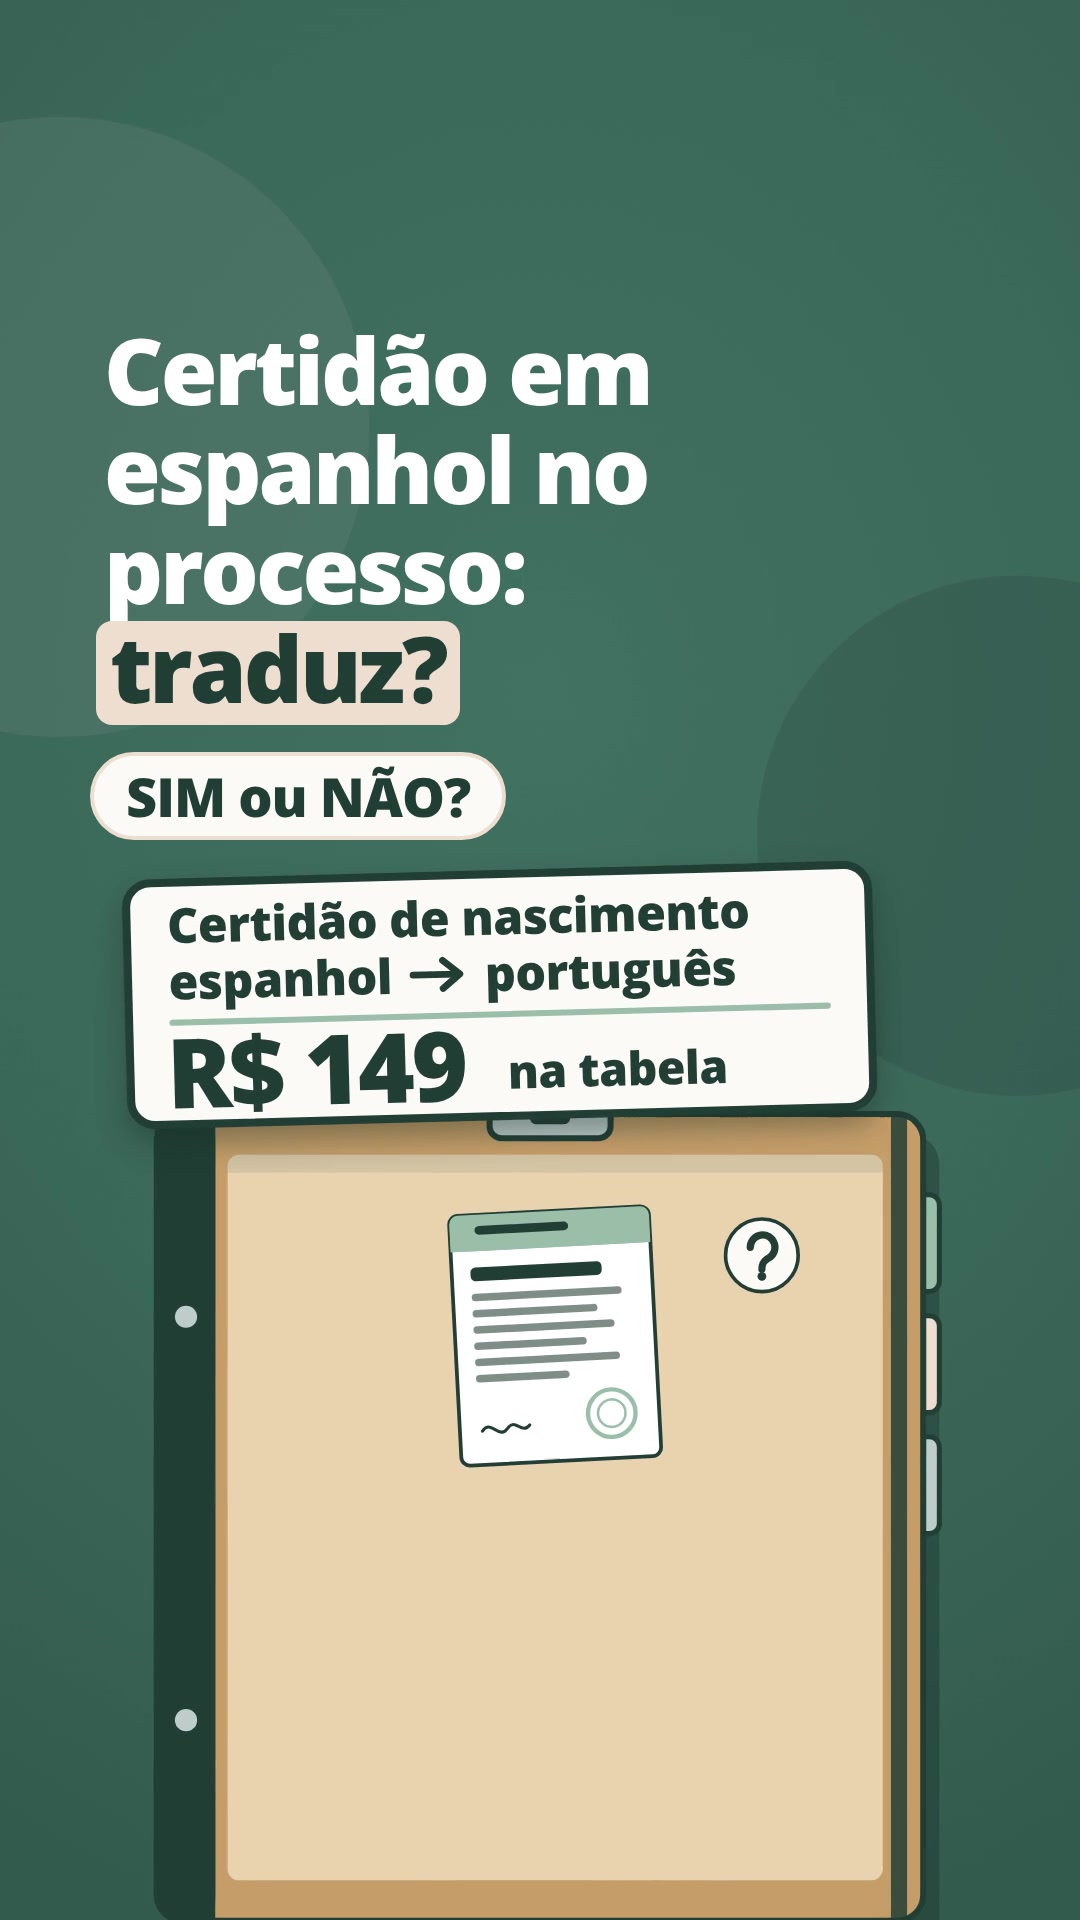 Certidão em
espanhol no
processo:
traduz?
SIM ou NÃO?
Certidão de nascimento
espanhol → português
R$ 149 na tabela
?